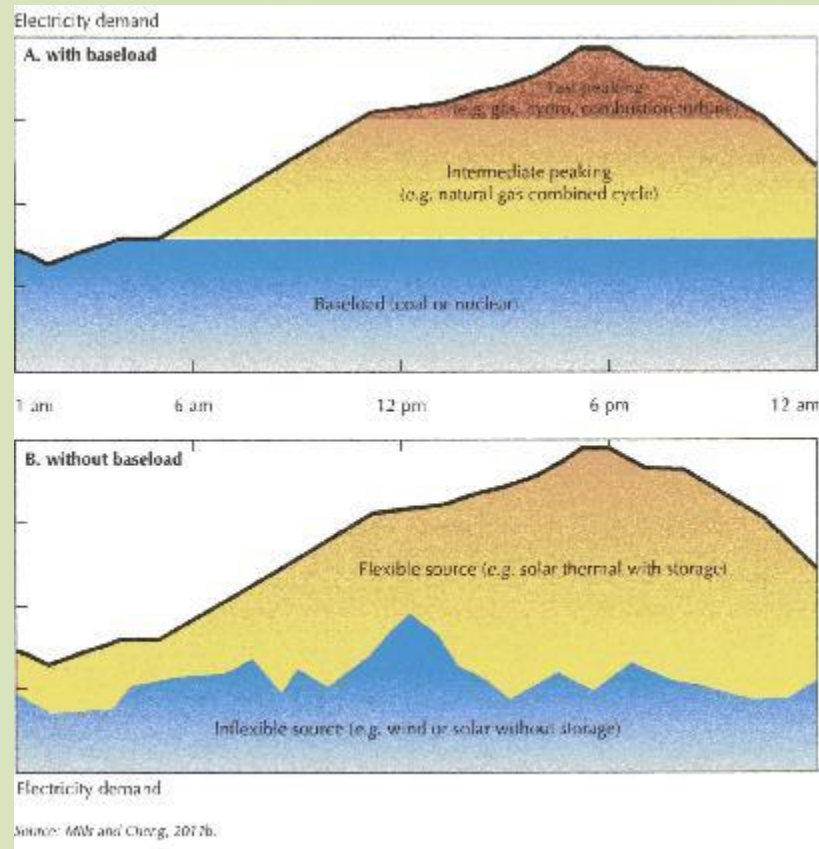 Electricity demand
A. with baseload
Fast peaking
(e.g. gas, hydro, combustion turbine)
Intermediate peaking
(e.g. natural gas combined cycle)
Baseload (coal or nuclear)
1 am 6 am 12 pm 6 pm 12 am
B. without baseload
Flexible source (e.g. solar thermal with storage)
Inflexible source (e.g. wind or solar without storage)
Electricity demand
Source: Mills and Cheng, 2011b.